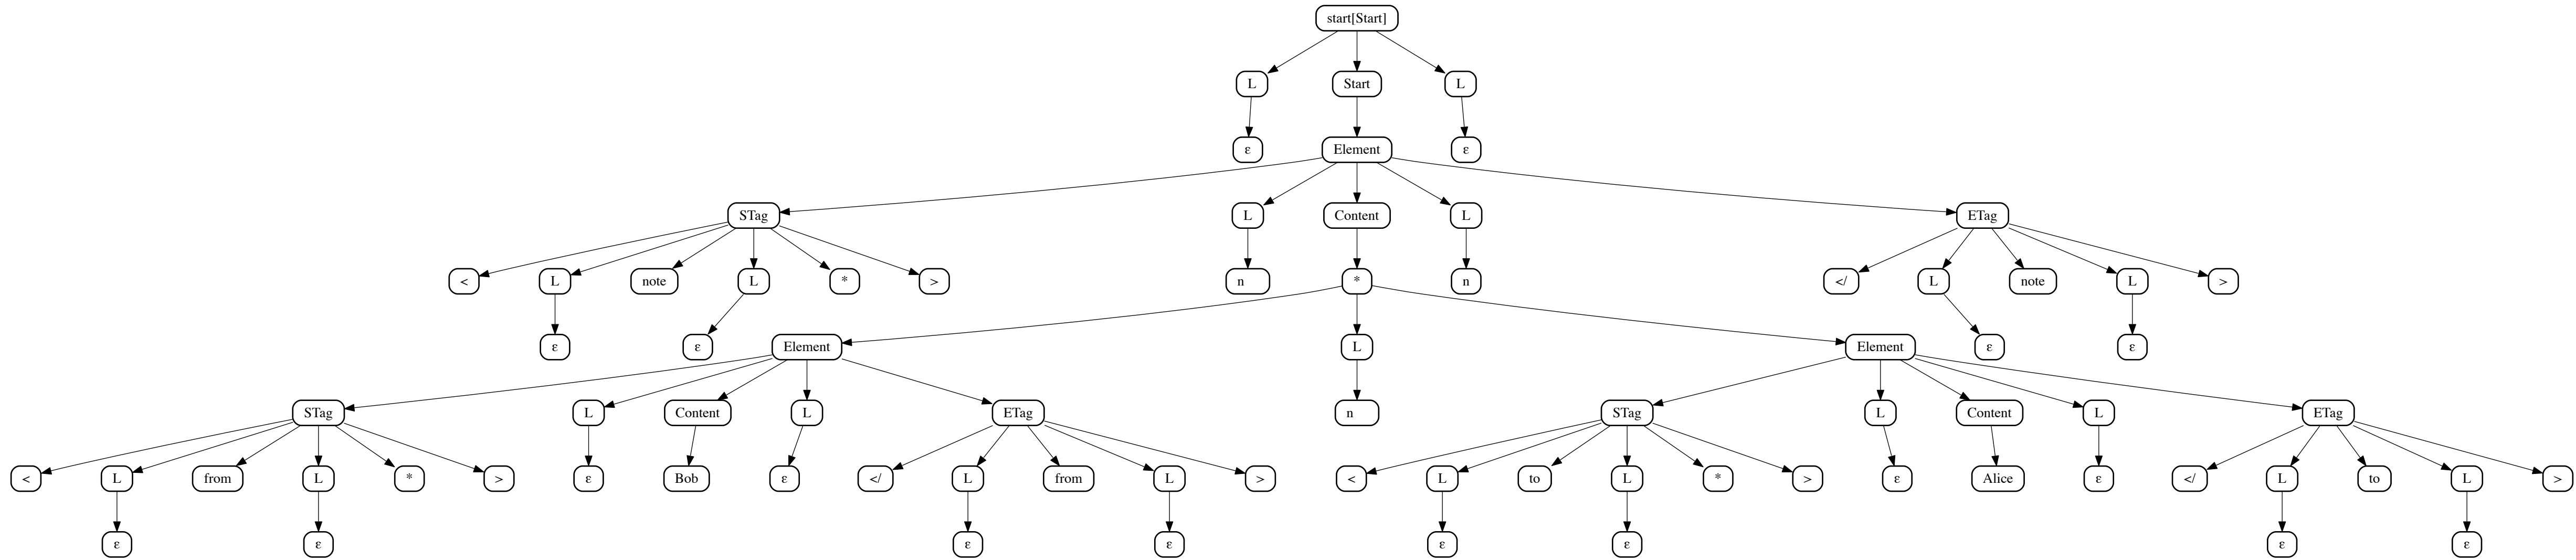 start[Start]
L Start L
ε Element ε
STag L Content L ETag
< L note L * > n * n </ L note L >
ε ε Element L Element ε ε
STag L Content L ETag n STag L Content L ETag
< L from L * > ε Bob ε </ L from L > < L to L * > ε Alice ε </ L to L >
ε ε ε ε ε ε ε ε